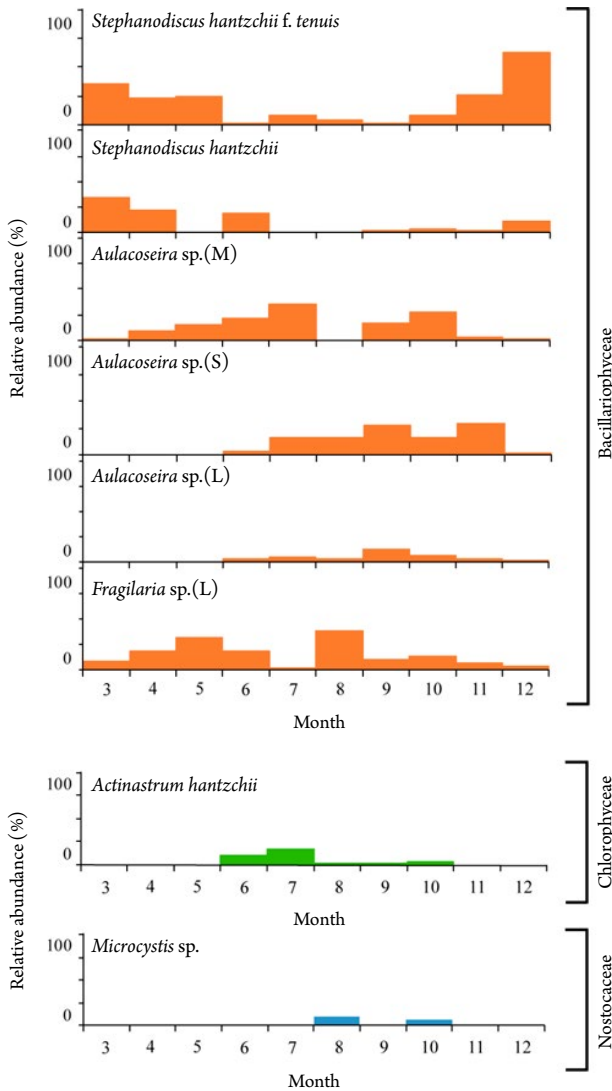 100
Stephanodiscus hantzchii f. tenuis
0
100
Stephanodiscus hantzchii
0
100
Aulacoseira sp.(M)
0
100
Aulacoseira sp.(S)
0
100
Aulacoseira sp.(L)
0
100
Fragilaria sp.(L)
0
3 4 5 6 7 8 9 10 11 12
Month
Relative abundance (%)
Bacillariophyceae
100
Actinastrum hantzchii
0
3 4 5 6 7 8 9 10 11 12
Month
Chlorophyceae
Relative abundance (%)
100
Microcystis sp.
0
3 4 5 6 7 8 9 10 11 12
Month
Nostocaceae